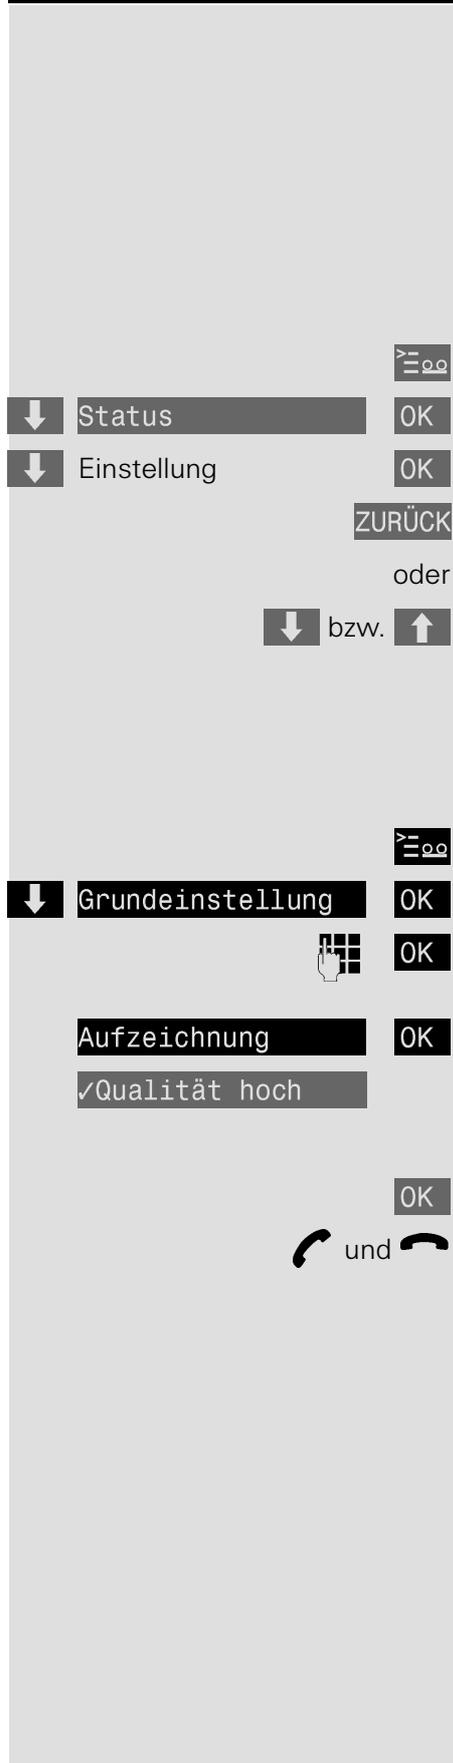 Status OK
Einstellung OK
ZURÜCK
oder
bzw.
Grundeinstellung OK
OK
Aufzeichnung OK
✓Qualität hoch
OK
und